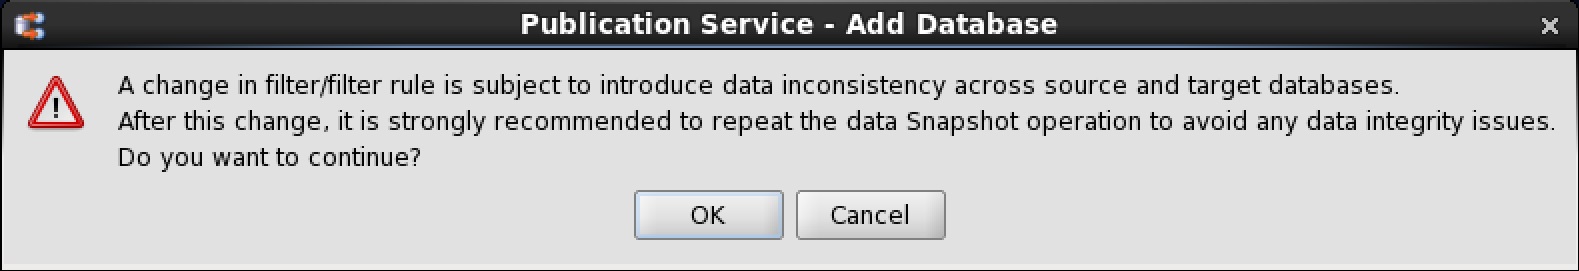 Publication Service - Add Database
A change in filter/filter rule is subject to introduce data inconsistency across source and target databases.
After this change, it is strongly recommended to repeat the data Snapshot operation to avoid any data integrity issues.
Do you want to continue?
OK Cancel